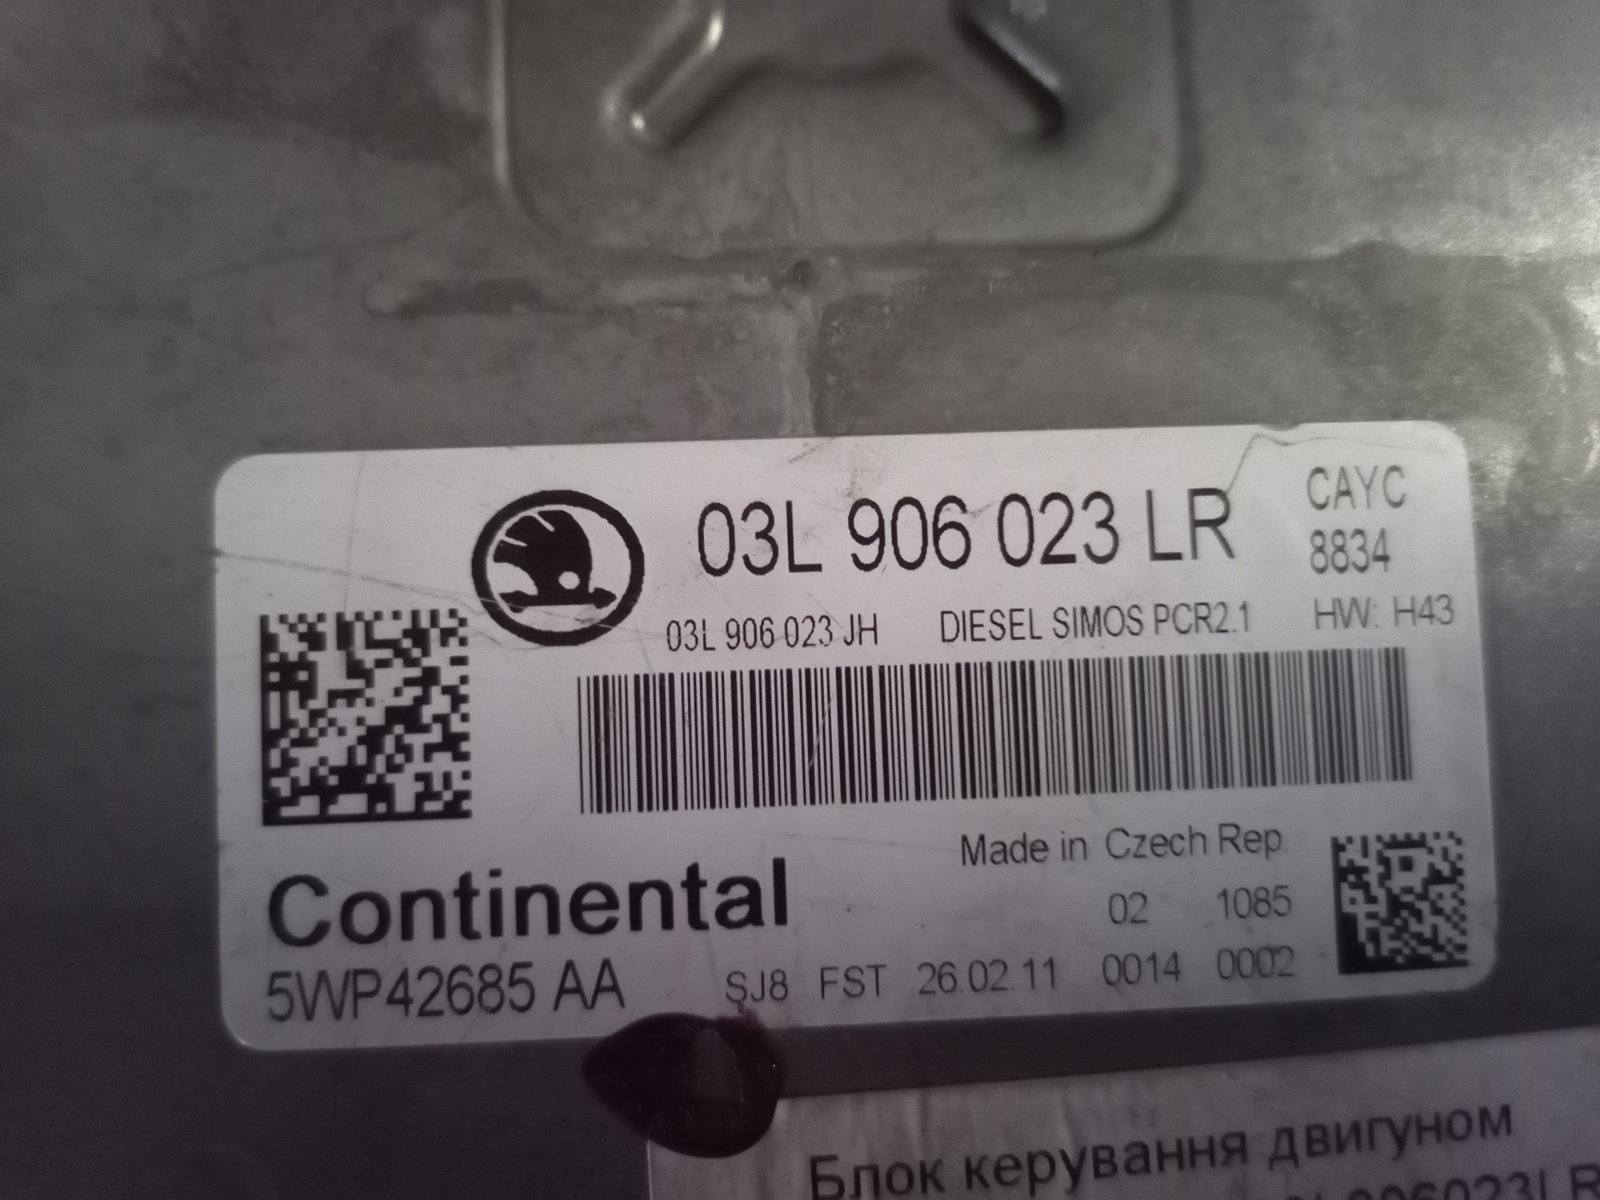 03L 906 023 LR
CAYC
8834
03L 906 023 JH DIESEL SIMOS PCR2.1 HW: H43
Made in Czech Rep.
Continental
02 1085
5WP42685 AA SJ8 FST 26.02.11 0014 0002
Блок керування двигуном
906023LR